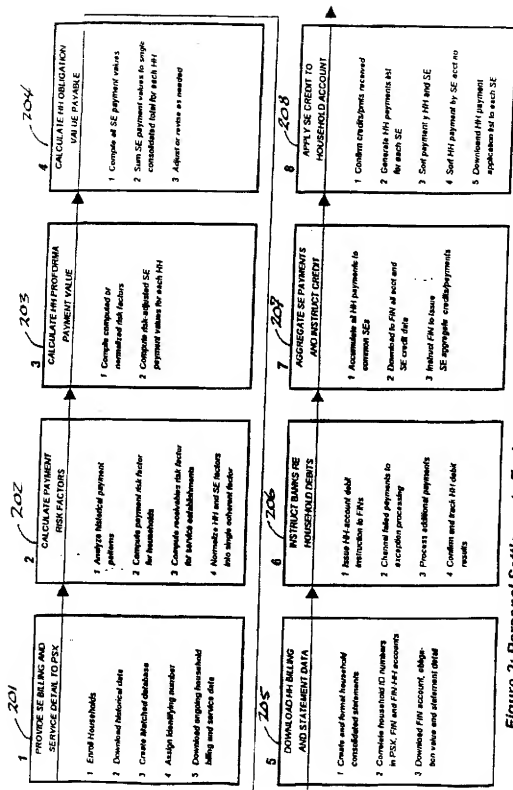 201
1
PROVIDE SE BILLING AND
SERVICE DETAIL TO PSX
1 Enroll Households
2 Download historical data
3 Create Matched database
4 Assign identifying number
5 Download ongoing household
billing and service data
202
2
CALCULATE PAYMENT
RISK FACTORS
1 Analyze historical payment
patterns
2 Compute payment risk factor
for households
3 Compute receivables risk factor
for service establishments
4 Normalize HH and SE factors
into single coherent factor
203
3
CALCULATE HH PROFORMA
PAYMENT VALUE
1 Compile computed or
normalized risk factors
2 Compute risk-adjusted SE
payment values for each HH
204
4
CALCULATE HH OBLIGATION
VALUE PAYABLE
1 Compile all SE payment values
2 Sum SE payment values to single
consolidated total for each HH
3 Adjust or revise as needed
205
5
DOWNLOAD HH BILLING
AND STATEMENT DATA
1 Create and format household
consolidated statements
2 Correlate household ID numbers
in PSX, FIN and FIN HH accounts
3 Download FIN account, obliga-
tion value and statement detail
206
6
INSTRUCT BANKS RE
HOUSEHOLD DEBITS
1 Issue HH-account debit
instruction to FINs
2 Channel failed payments to
exception processing
3 Process additional payments
4 Confirm and track HH debit
results
207
7
AGGREGATE SE PAYMENTS
AND INSTRUCT CREDIT
1 Accumulate all HH payments to
common SEs
2 Download to FIN all acct and
SE credit data
3 Instruct FIN to issue
SE aggregate credits/payments
208
8
APPLY SE CREDIT TO
HOUSEHOLD ACCOUNT
1 Confirm credits/pmts received
2 Generate HH payments list
for each SE
3 Sort payment y HH and SE
4 Sort HH payment by SE acct no
5 Download HH payment
application list to each SE
Figure 2: Demand